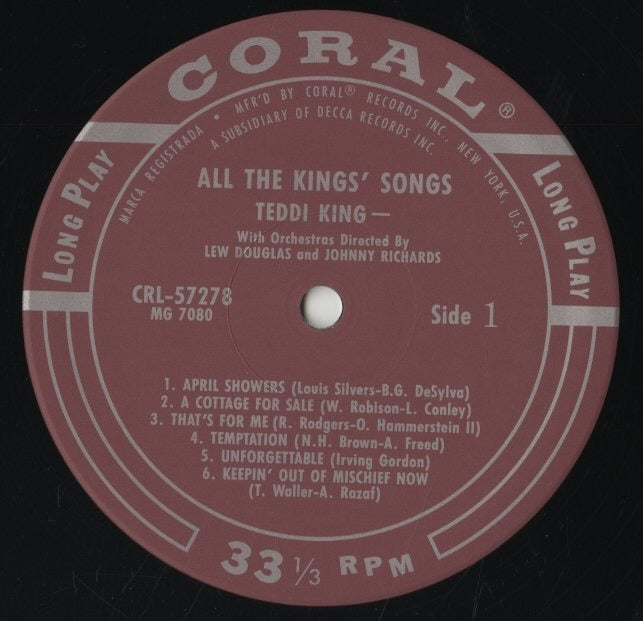 CORAL®
MARCA REGISTRADA • MFR'D BY CORAL® RECORDS INC., NEW YORK, U.S.A.
A SUBSIDIARY OF DECCA RECORDS INC.
LONG PLAY
LONG PLAY
ALL THE KINGS' SONGS
TEDDI KING—
With Orchestras Directed By
LEW DOUGLAS and JOHNNY RICHARDS
CRL-57278
MG 7080
Side 1
1. APRIL SHOWERS (Louis Silvers-B.G. DeSylva)
2. A COTTAGE FOR SALE (W. Robison-L. Conley)
3. THAT'S FOR ME (R. Rodgers-O. Hammerstein II)
4. TEMPTATION (N.H. Brown-A. Freed)
5. UNFORGETTABLE (Irving Gordon)
6. KEEPIN' OUT OF MISCHIEF NOW
(T. Waller-A. Razaf)
33 1/3 RPM